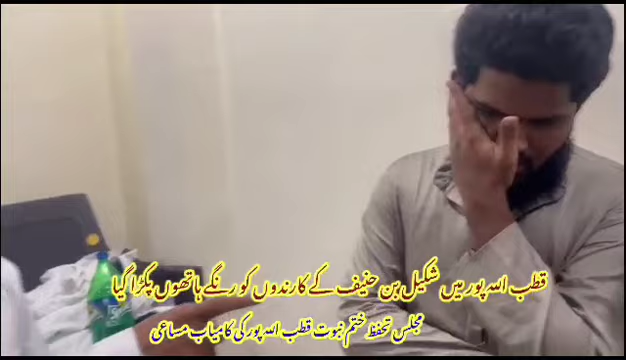 قطب اللہ پور میں شکیل بن حنیف کے کارندوں کو رنگے ہاتھوں پکڑا گیا
مجلس تحفظ ختم نبوت قطب اللہ پور کی کامیاب مساعی